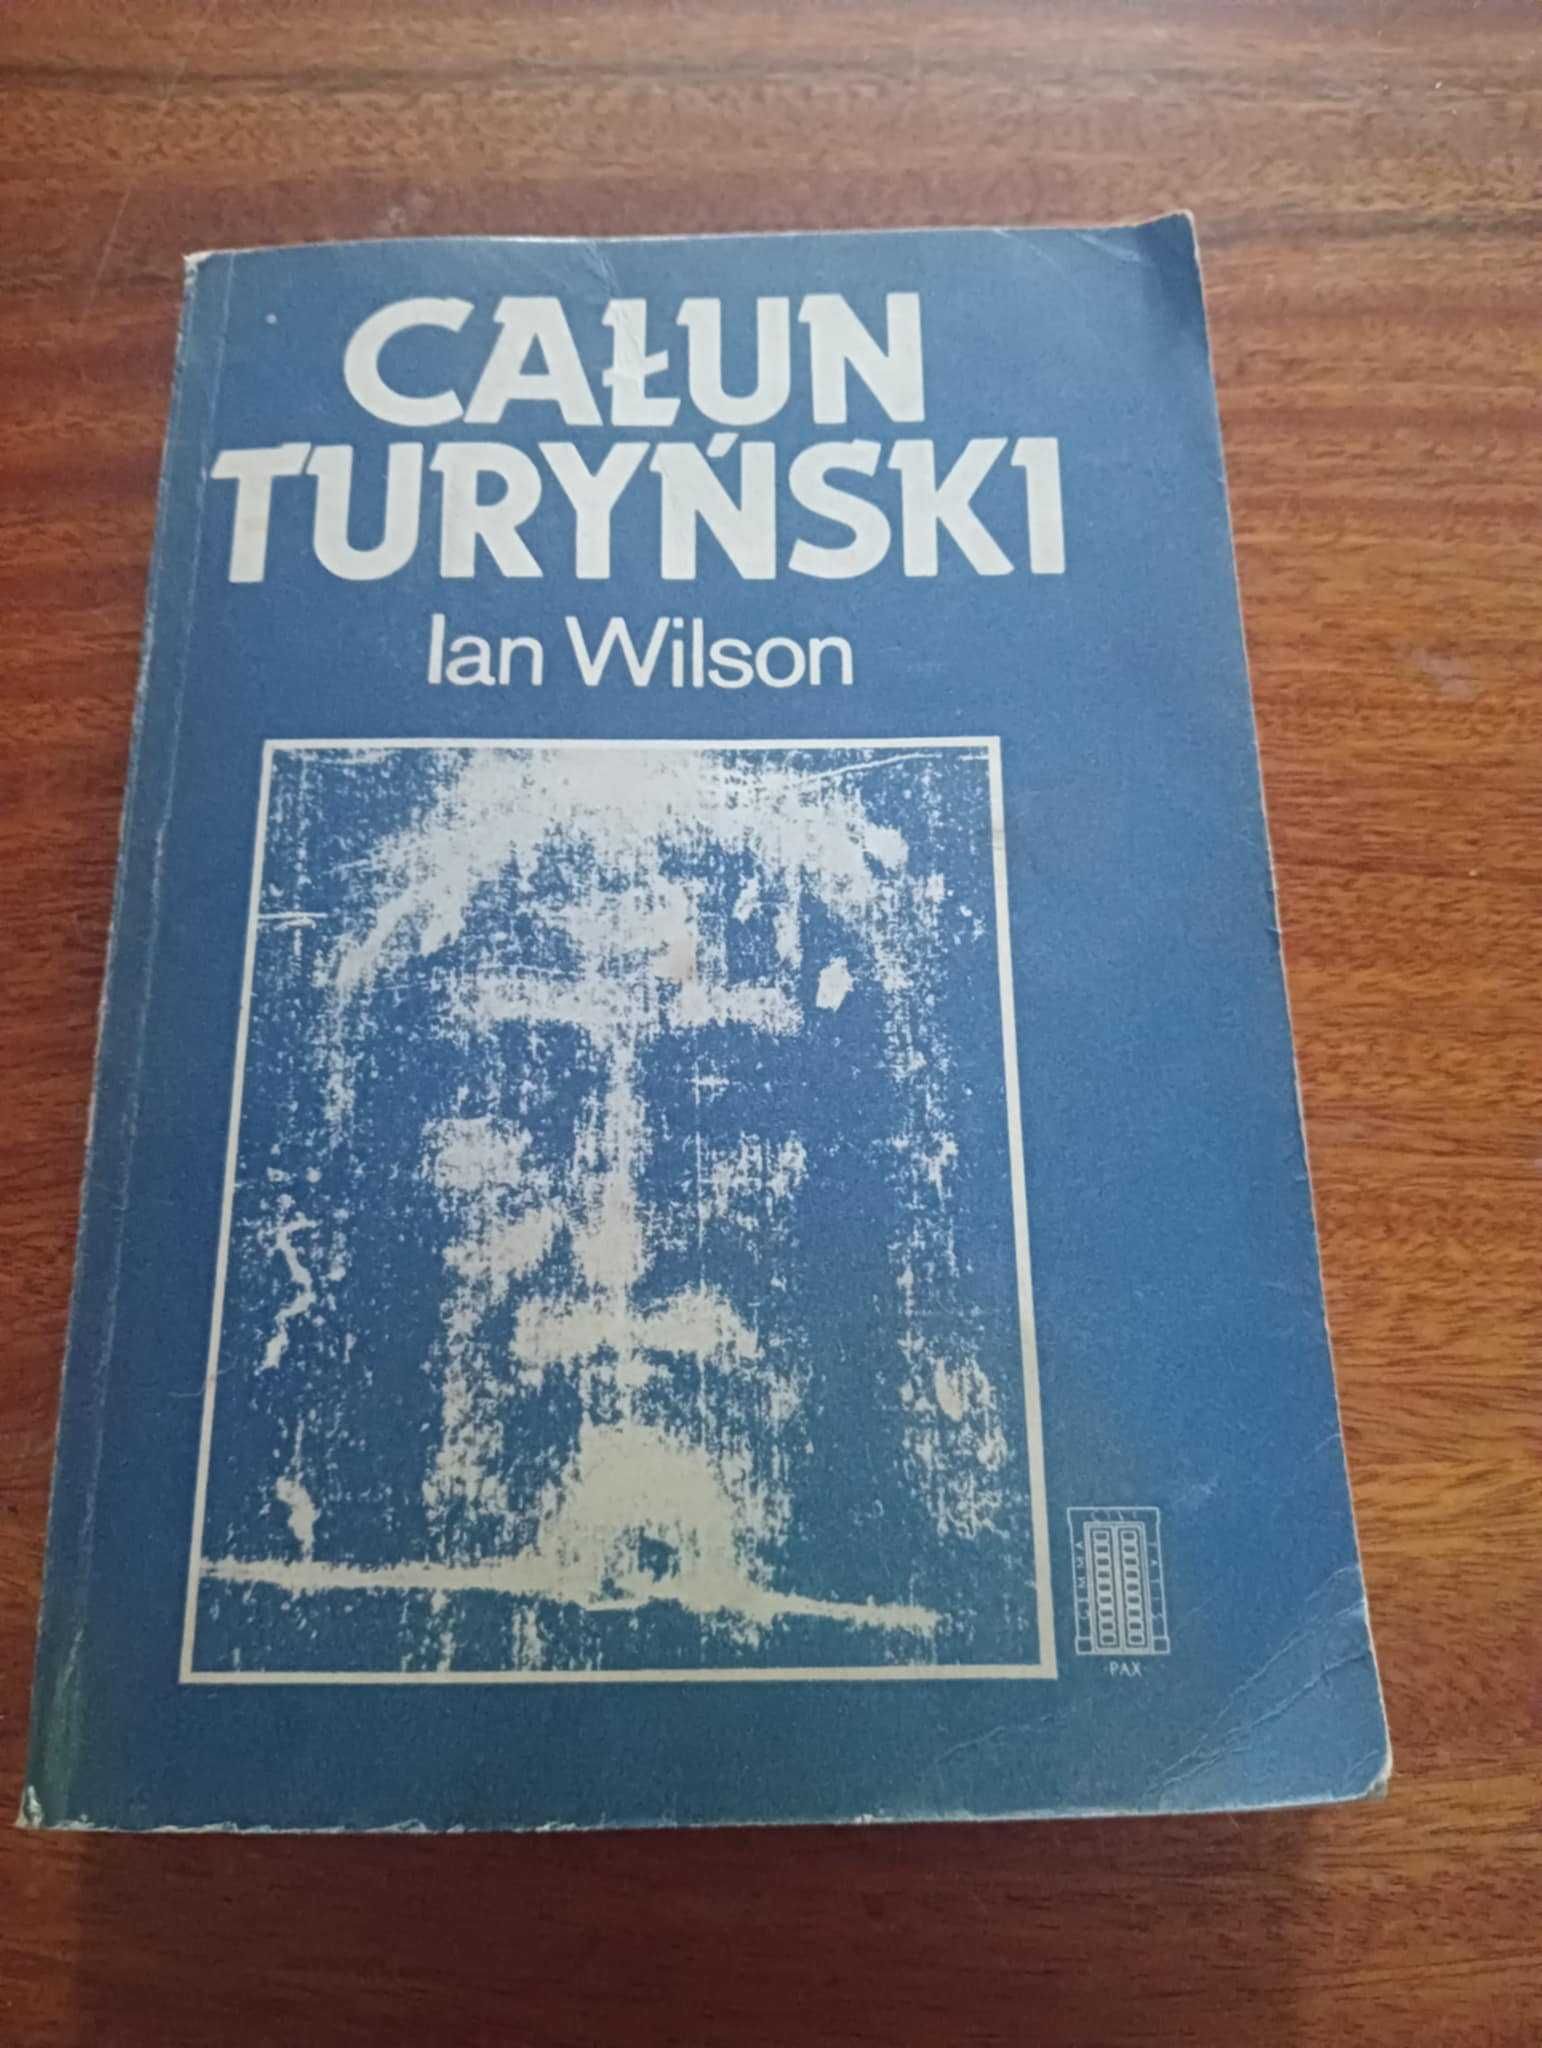 CAŁUN
TURYŃSKI
Ian Wilson
PAX